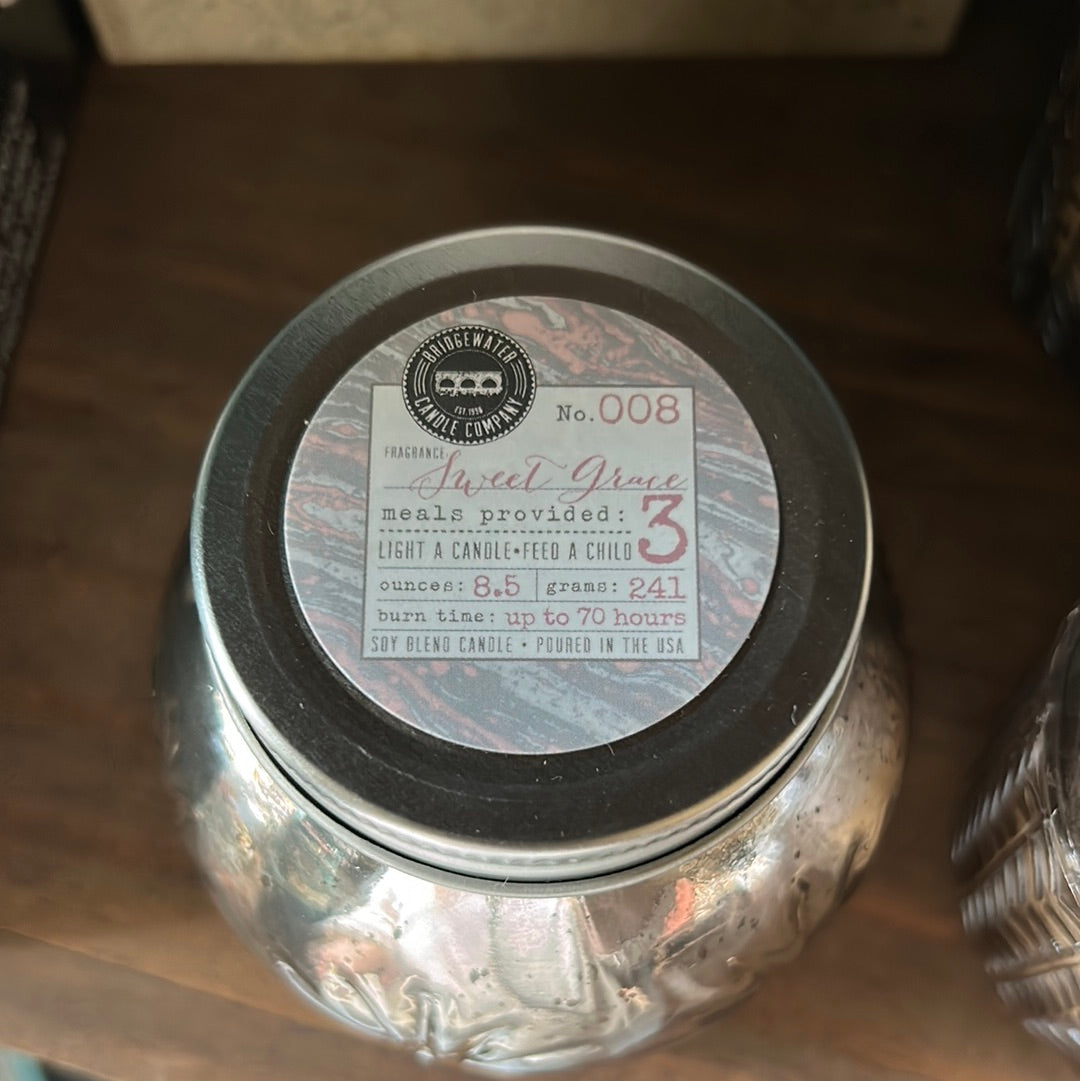 BRIDGEWATER
EST. 1998
CANDLE COMPANY
No. 008
FRAGRANCE:
Sweet Grace
meals provided: 3
LIGHT A CANDLE•FEED A CHILD
ounces: 8.5 grams: 241
burn time: up to 70 hours
SOY BLEND CANDLE • POURED IN THE USA